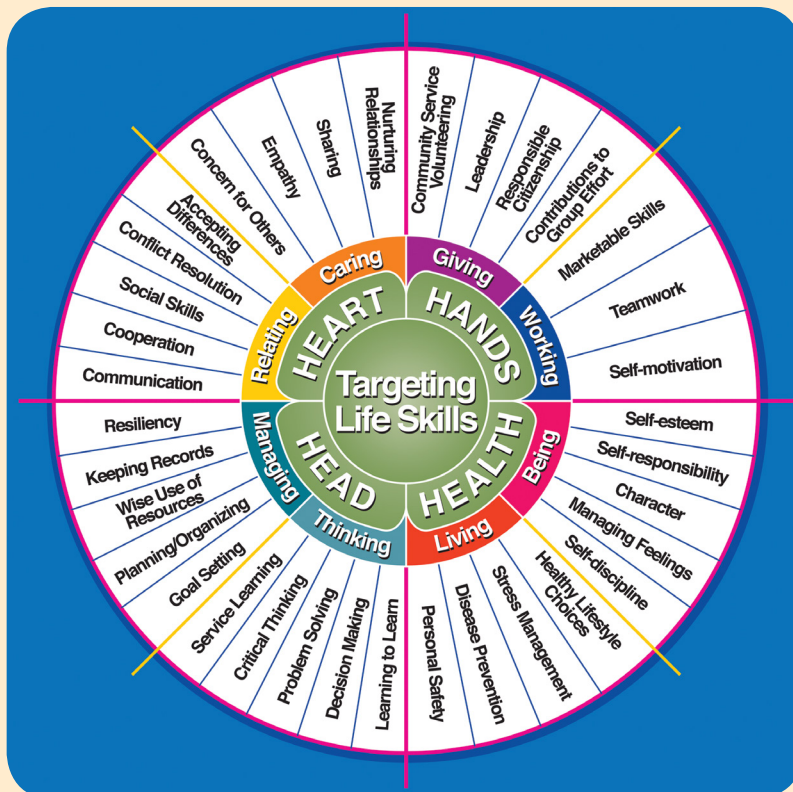 Targeting
Life Skills
HEART
HANDS
HEALTH
HEAD
Caring
Giving
Working
Being
Living
Thinking
Managing
Relating
Nurturing
Relationships
Sharing
Empathy
Concern for Others
Accepting
Differences
Conflict Resolution
Social Skills
Cooperation
Communication
Community Service
Volunteering
Leadership
Responsible
Citizenship
Contributions to
Group Effort
Marketable Skills
Teamwork
Self-motivation
Self-esteem
Self-responsibility
Character
Managing Feelings
Self-discipline
Healthy Lifestyle
Choices
Stress Management
Disease Prevention
Personal Safety
Learning to Learn
Decision Making
Problem Solving
Critical Thinking
Service Learning
Goal Setting
Planning/Organizing
Wise Use of
Resources
Keeping Records
Resiliency